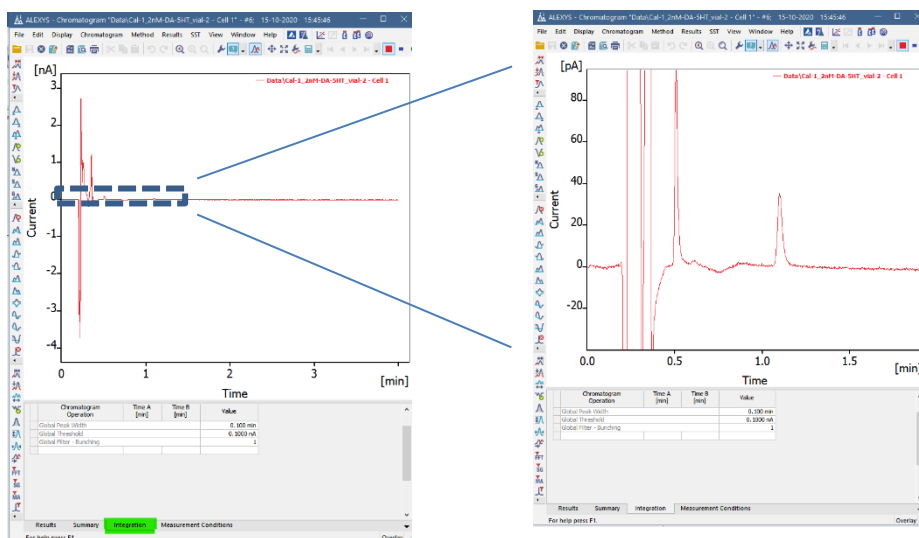 ALEXYS - Chromatogram "Data\Cal-1_2nM-DA-5HT_vial-2 - Cell 1" - #6; 15-10-2020 15:45:46
File Edit Display Chromatogram Method Results SST View Window Help
[nA]
Data\Cal-1_2nM-DA-5HT_vial-2 - Cell 1
3
2
1
0
-1
-2
-3
-4
Current
0 1 2 3 [min]
Time
Chromatogram Operation Time A [min] Time B [min] Value
Global Peak Width 0.100 min
Global Threshold 0.1000 nA
Global Filter - Bunching 1
Results Summary Integration Measurement Conditions
For help press F1. Overlay
ALEXYS - Chromatogram "Data\Cal-1_2nM-DA-5HT_vial-2 - Cell 1" - #6; 15-10-2020 15:45:46
File Edit Display Chromatogram Method Results SST View Window Help
[pA]
Data\Cal-1_2nM-DA-5HT_vial-2 - Cell 1
80
60
40
20
0
-20
Current
0.0 0.5 1.0 1.5 [min]
Time
Chromatogram Operation Time A [min] Time B [min] Value
Global Peak Width 0.100 min
Global Threshold 0.1000 nA
Global Filter - Bunching 1
Results Summary Integration Measurement Conditions
For help press F1. Overlay